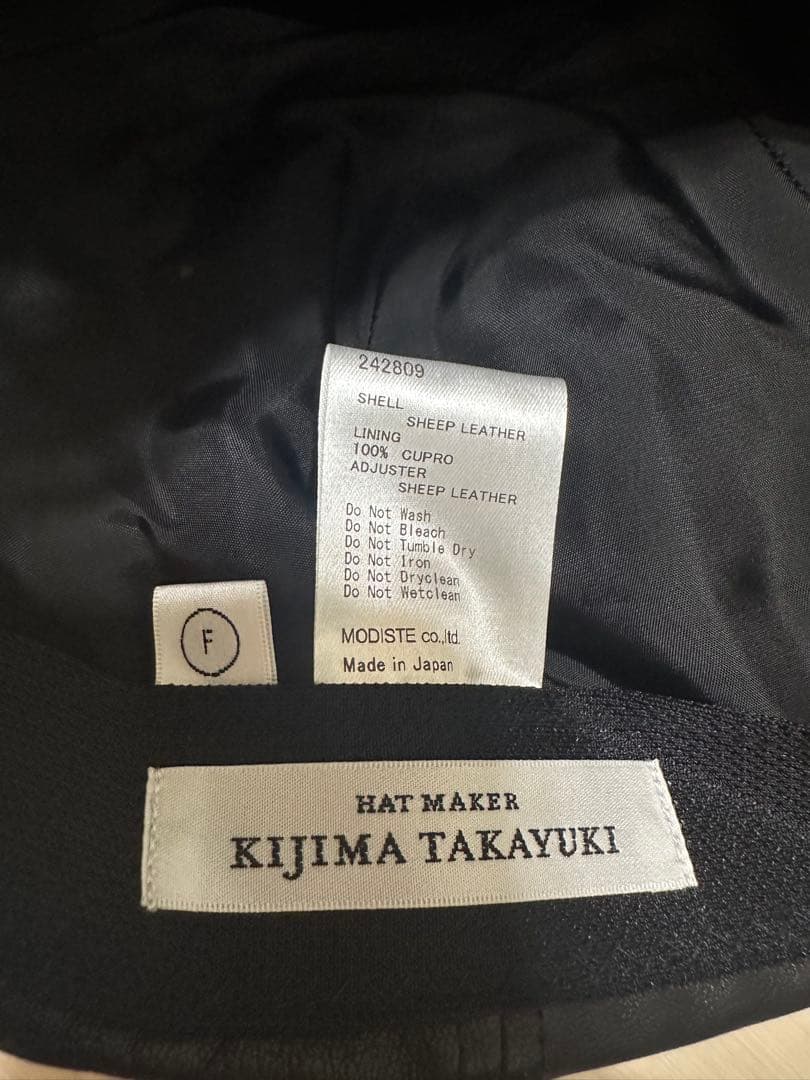 242809
SHELL
SHEEP LEATHER
LINING
100% CUPRO
ADJUSTER
SHEEP LEATHER
Do Not Wash
Do Not Bleach
Do Not Tumble Dry
Do Not Iron
Do Not Dryclean
Do Not Wetclean
MODISTE co.,ltd.
Made in Japan
F
HAT MAKER
KIJIMA TAKAYUKI